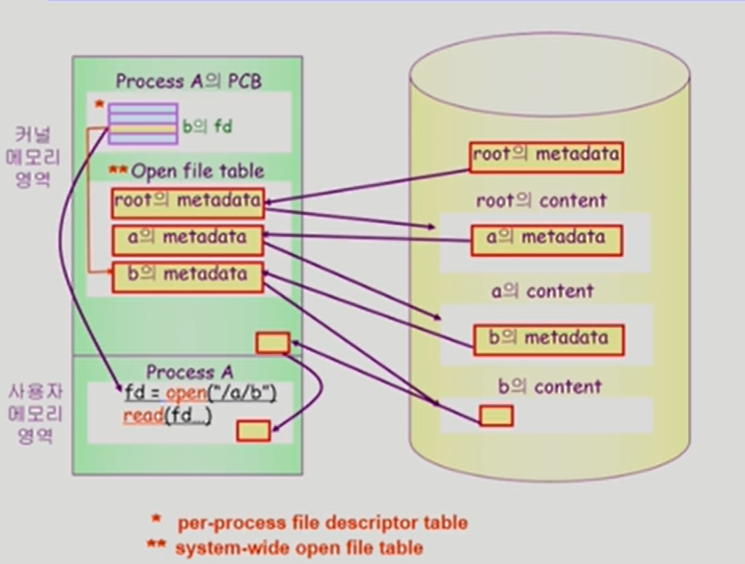 Process A의 PCB
*
b의 fd
커널
메모리
영역
**Open file table
root의 metadata
a의 metadata
b의 metadata
root의 metadata
root의 content
a의 metadata
a의 content
b의 metadata
b의 content
사용자
메모리
영역
Process A
fd = open("/a/b")
read(fd...)
* per-process file descriptor table
** system-wide open file table